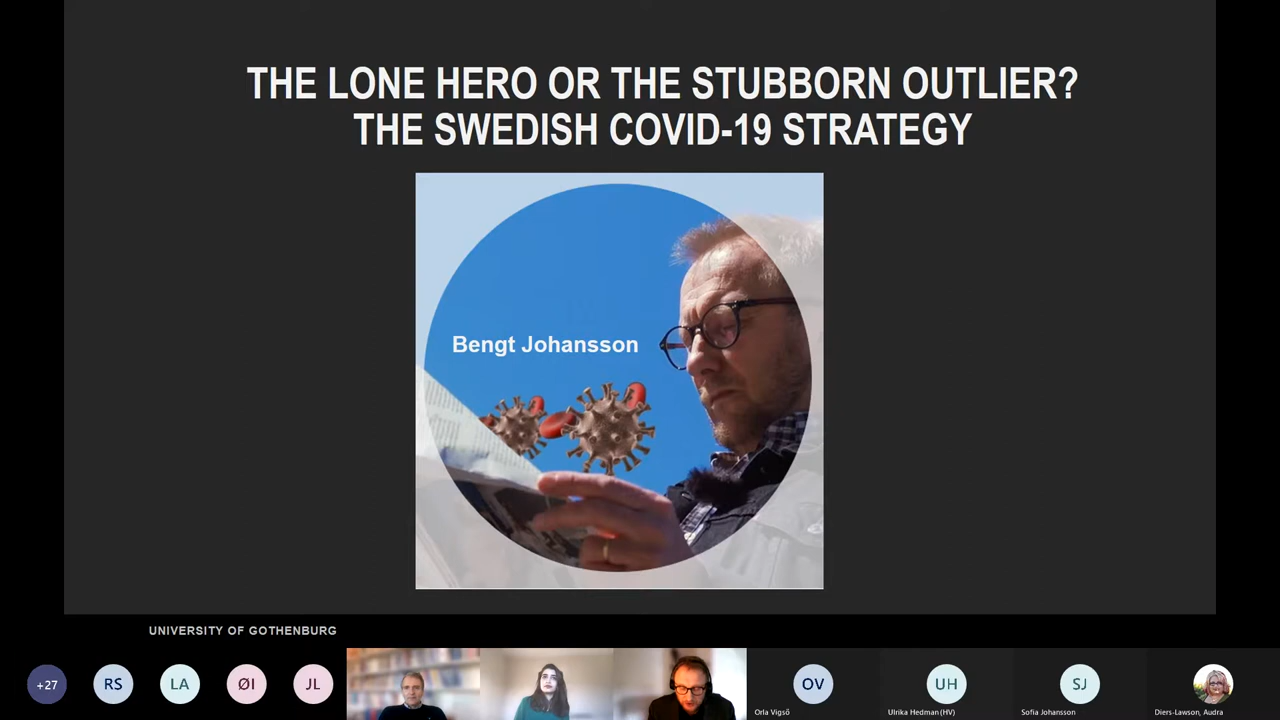 THE LONE HERO OR THE STUBBORN OUTLIER?
THE SWEDISH COVID-19 STRATEGY
Bengt Johansson
UNIVERSITY OF GOTHENBURG
+27
RS
LA
ØI
JL
OV
UH
SJ
Orla Vigsö
Ulrika Hedman (HV)
Sofia Johansson
Diers-Lawson, Audra